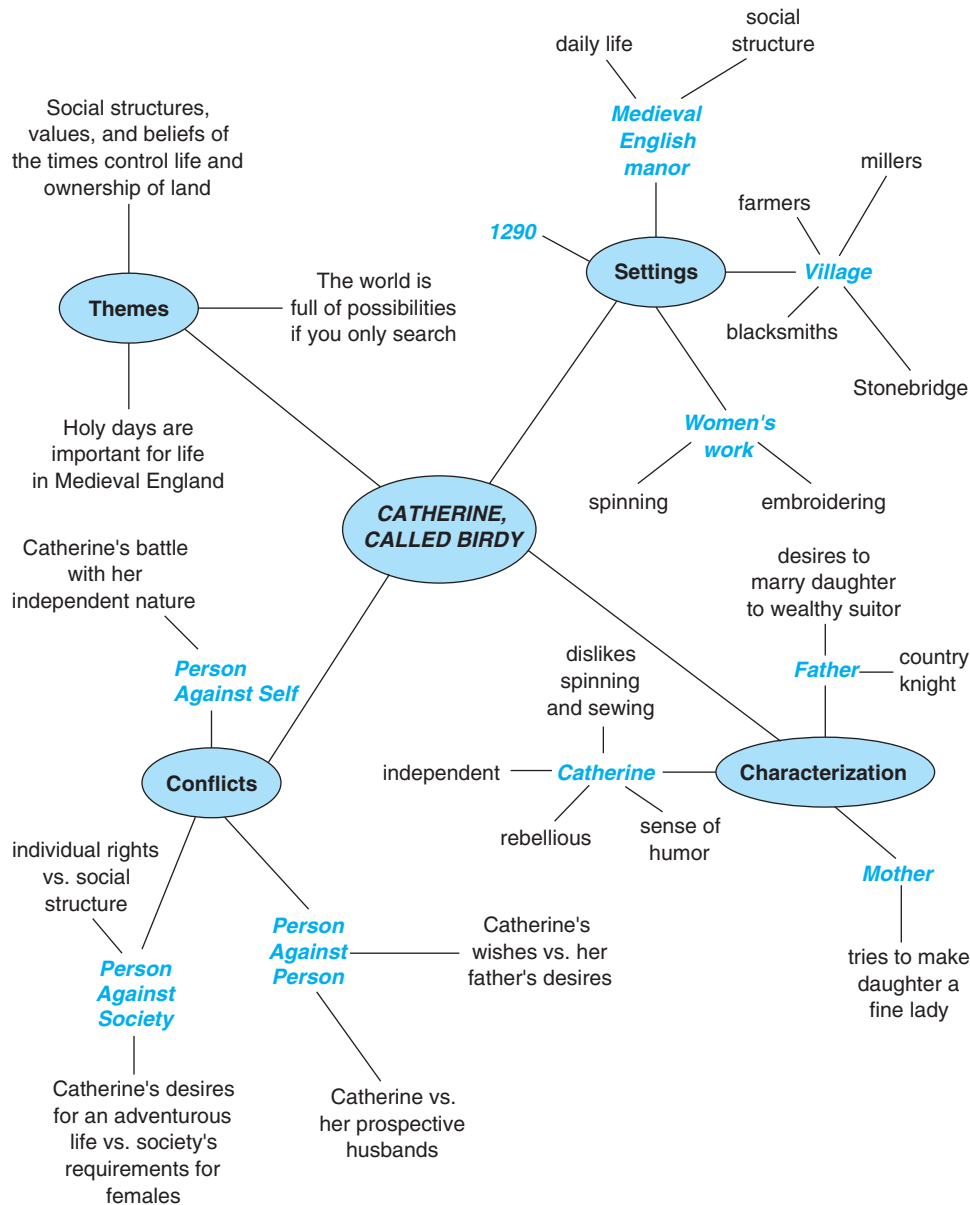 social
structure
daily life
Medieval
English
manor
millers
farmers
1290
Settings
Village
blacksmiths
Stonebridge
Women's
work
spinning
embroidering
Social structures,
values, and beliefs of
the times control life and
ownership of land
Themes
The world is
full of possibilities
if you only search
Holy days are
important for life
in Medieval England
CATHERINE,
CALLED BIRDY
Catherine's battle
with her
independent nature
Person
Against Self
Conflicts
individual rights
vs. social
structure
Person
Against
Society
Catherine's desires
for an adventurous
life vs. society's
requirements for
females
Person
Against
Person
Catherine's
wishes vs. her
father's desires
Catherine vs.
her prospective
husbands
desires to
marry daughter
to wealthy suitor
Father
country
knight
dislikes
spinning
and sewing
independent
Catherine
Characterization
rebellious
sense of
humor
Mother
tries to make
daughter a
fine lady